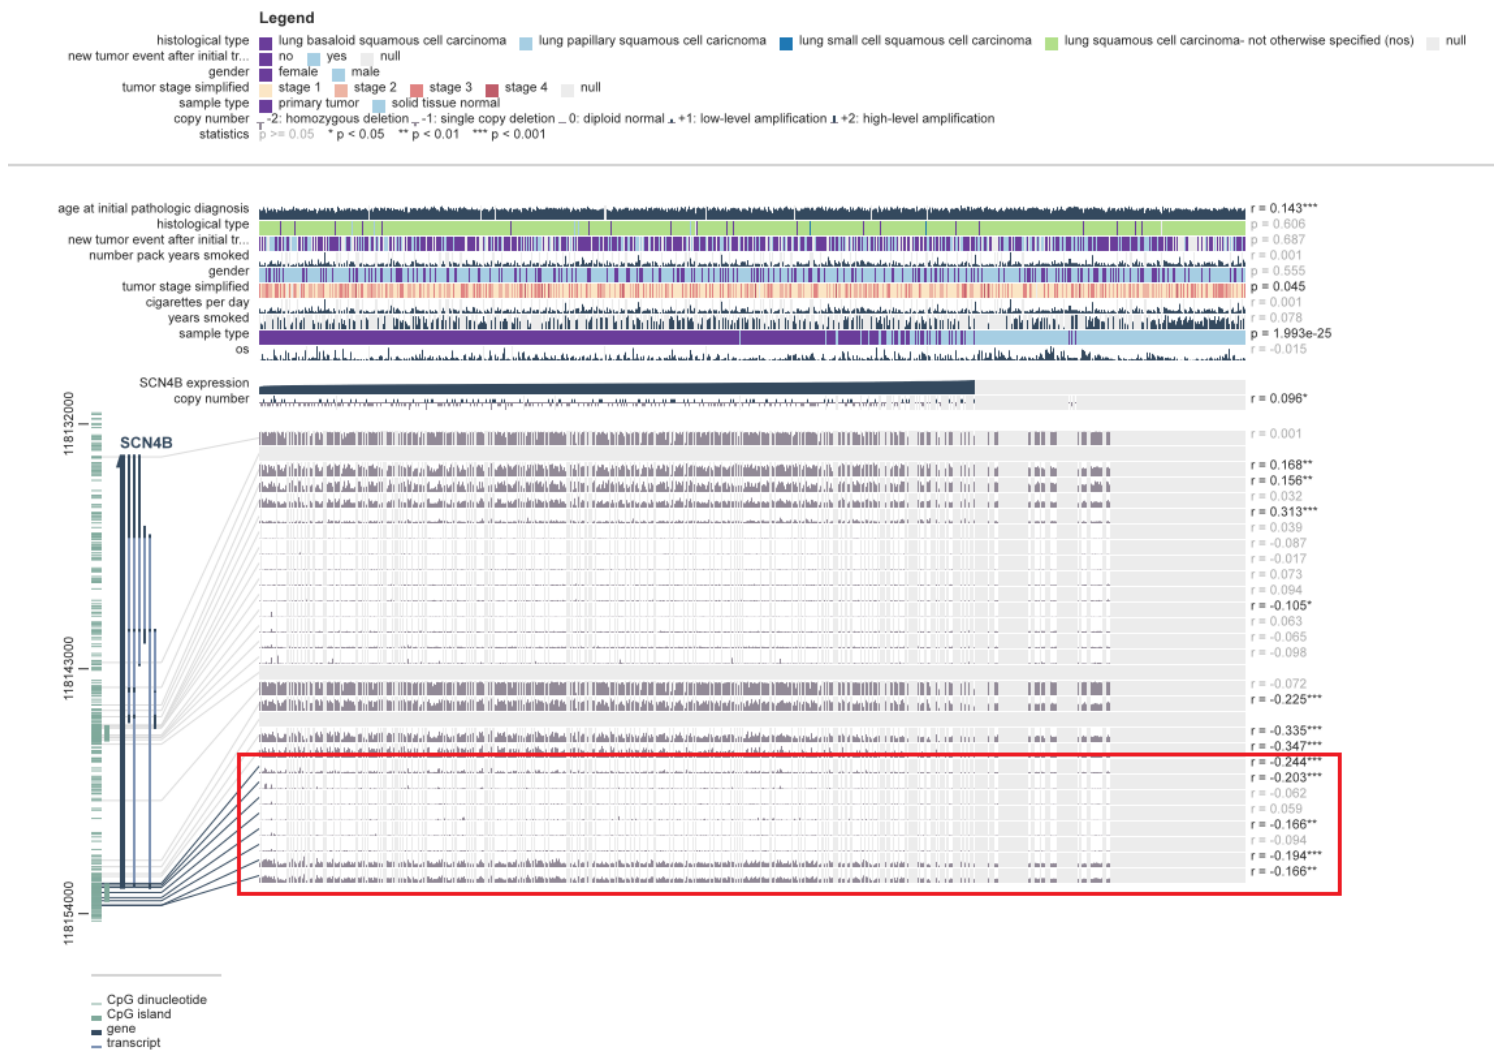 Legend
histological type lung basaloid squamous cell carcinoma lung papillary squamous cell caricnoma lung small cell squamous cell carcinoma lung squamous cell carcinoma- not otherwise specified (nos) null
new tumor event after initial tr... no yes null
gender female male
tumor stage simplified stage 1 stage 2 stage 3 stage 4 null
sample type primary tumor solid tissue normal
copy number -2: homozygous deletion -1: single copy deletion 0: diploid normal +1: low-level amplification +2: high-level amplification
statistics p >= 0.05 * p < 0.05 ** p < 0.01 *** p < 0.001
age at initial pathologic diagnosis r = 0.143***
histological type p = 0.606
new tumor event after initial tr... p = 0.687
number pack years smoked r = 0.001
gender p = 0.555
tumor stage simplified p = 0.045
cigarettes per day r = 0.001
years smoked r = 0.078
sample type p = 1.993e-25
os r = -0.015
SCN4B expression
copy number r = 0.096*
118132000
SCN4B
r = 0.001
r = 0.168**
r = 0.156**
r = 0.032
r = 0.313***
r = 0.039
r = -0.087
r = -0.017
r = 0.073
r = 0.094
r = -0.105*
r = 0.063
r = -0.065
r = -0.098
118143000
r = -0.072
r = -0.225***
r = -0.335***
r = -0.347***
r = -0.244***
r = -0.203***
r = -0.062
r = 0.059
r = -0.166**
r = -0.094
r = -0.194***
r = -0.166**
118154000
CpG dinucleotide
CpG island
gene
transcript